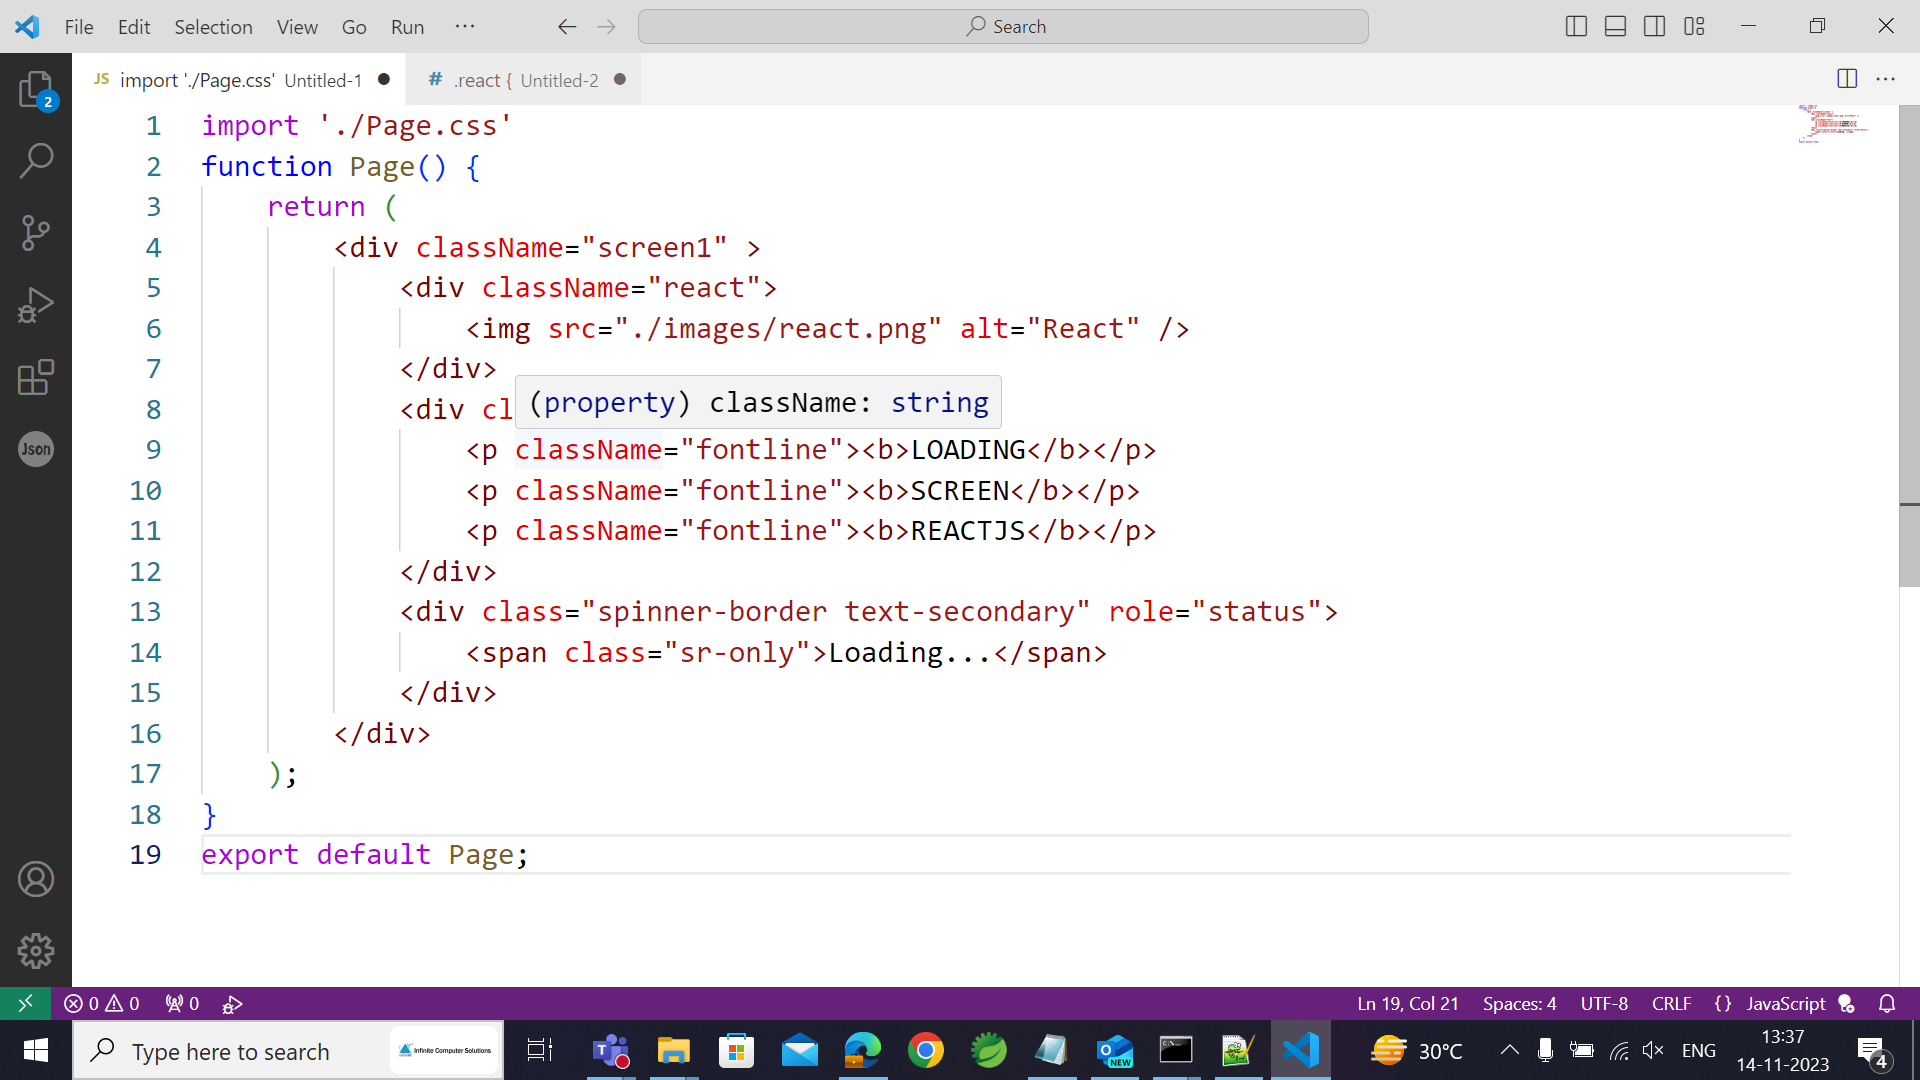 File Edit Selection View Go Run ···
Search
JS import './Page.css' Untitled-1
# .react { Untitled-2
2
1 import './Page.css'
2 function Page() {
3 return (
4 <div className="screen1" >
5 <div className="react">
6 <img src="./images/react.png" alt="React" />
7 </div>
(property) className: string
8 <div cl
9 <p className="fontline"><b>LOADING</b></p>
10 <p className="fontline"><b>SCREEN</b></p>
11 <p className="fontline"><b>REACTJS</b></p>
12 </div>
13 <div class="spinner-border text-secondary" role="status">
14 <span class="sr-only">Loading...</span>
15 </div>
16 </div>
17 );
18 }
19 export default Page;
Json
0 0 0
Ln 19, Col 21 Spaces: 4 UTF-8 CRLF {} JavaScript
Type here to search
Infinite Computer Solutions
NEW
30°C
ENG
13:37
14-11-2023
4